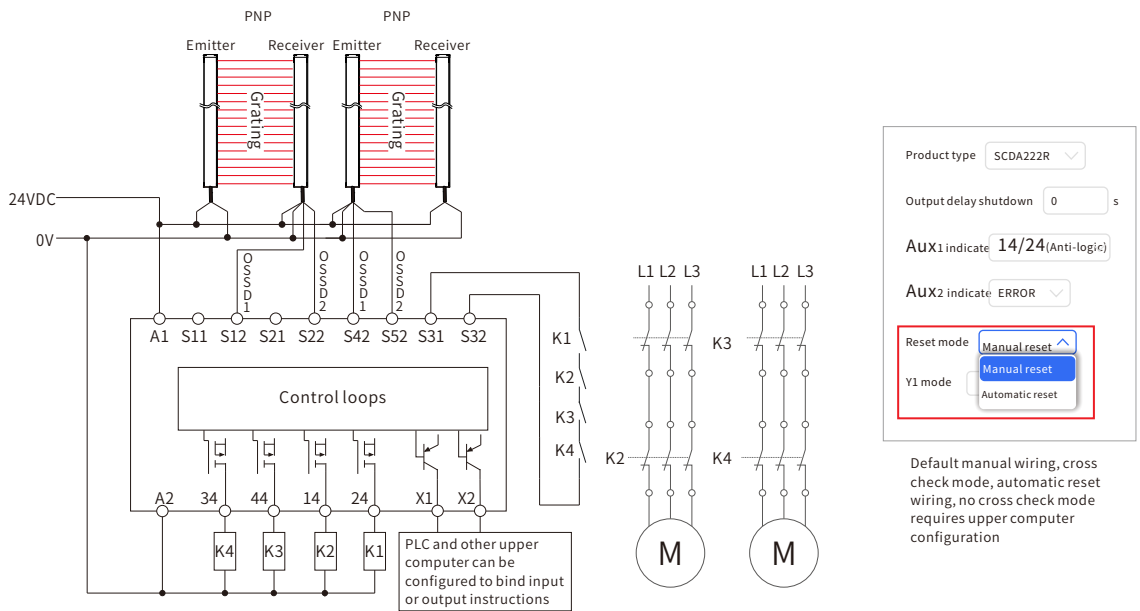 PNP
PNP
Emitter
Receiver
Emitter
Receiver
Grating
Grating
24VDC
0V
OSSD1
OSSD2
OSSD1
OSSD2
A1
S11
S12
S21
S22
S42
S52
S31
S32
Control loops
A2
34
44
14
24
X1
X2
K4
K3
K2
K1
PLC and other upper
computer can be
configured to bind input
or output instructions
K1
K2
K3
K4
L1 L2 L3
L1 L2 L3
K3
K2
K4
M
M
Product type
SCDA222R
Output delay shutdown
0
s
Aux1 indicate
14/24(Anti-logic)
Aux2 indicate
ERROR
Reset mode
Manual reset
Manual reset
Automatic reset
Y1 mode
Default manual wiring, cross
check mode, automatic reset
wiring, no cross check mode
requires upper computer
configuration